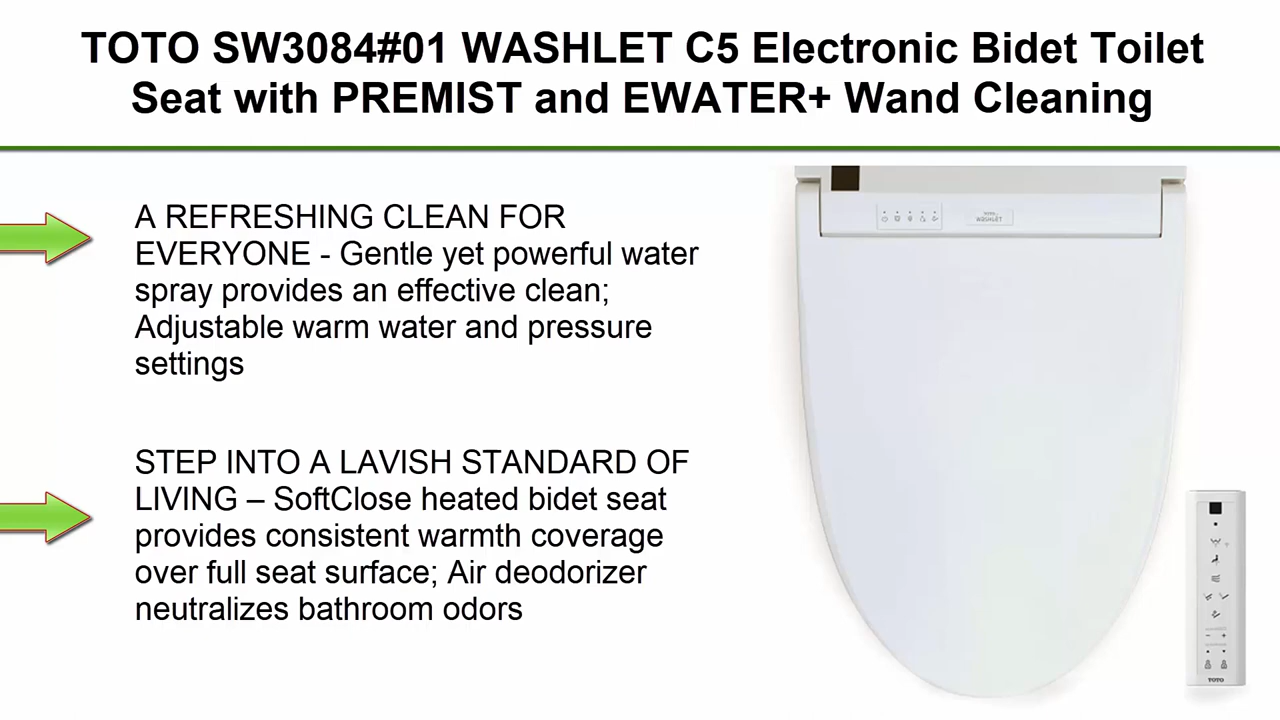 TOTO SW3084#01 WASHLET C5 Electronic Bidet Toilet
Seat with PREMIST and EWATER+ Wand Cleaning
A REFRESHING CLEAN FOR
EVERYONE - Gentle yet powerful water
spray provides an effective clean;
Adjustable warm water and pressure
settings
STEP INTO A LAVISH STANDARD OF
LIVING – SoftClose heated bidet seat
provides consistent warmth coverage
over full seat surface; Air deodorizer
neutralizes bathroom odors
WASHLET
TOTO